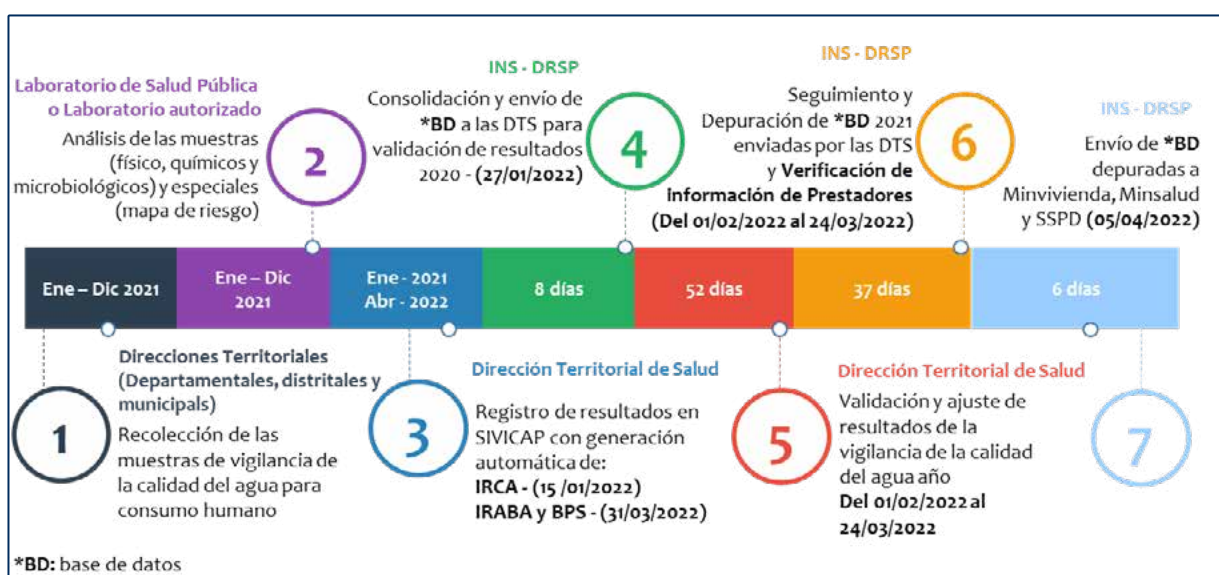 Laboratorio de Salud Pública
o Laboratorio autorizado
Análisis de las muestras
(físico, químicos y
microbiológicos) y especiales
(mapa de riesgo)
2
INS - DRSP
Consolidación y envío de
*BD a las DTS para
validación de resultados
2020 - (27/01/2022)
4
INS - DRSP
Seguimiento y
Depuración de *BD 2021
enviadas por las DTS
y Verificación de
información de Prestadores
(Del 01/02/2022 al 24/03/2022)
6
INS - DRSP
Envío de *BD
depuradas a
Minvivienda, Minsalud
y SSPD (05/04/2022)
Ene – Dic 2021
Ene – Dic
2021
Ene - 2021
Abr - 2022
8 días
52 días
37 días
6 días
1
Direcciones Territoriales
(Departamentales, distritales y
municipals)
Recolección de las
muestras de vigilancia de
la calidad del agua para
consumo humano
3
Dirección Territorial de Salud
Registro de resultados en
SIVICAP con generación
automática de:
IRCA - (15 /01/2022)
IRABA y BPS - (31/03/2022)
5
Dirección Territorial de Salud
Validación y ajuste de
resultados de la
vigilancia de la calidad
del agua año
Del 01/02/2022 al
24/03/2022
7
*BD: base de datos